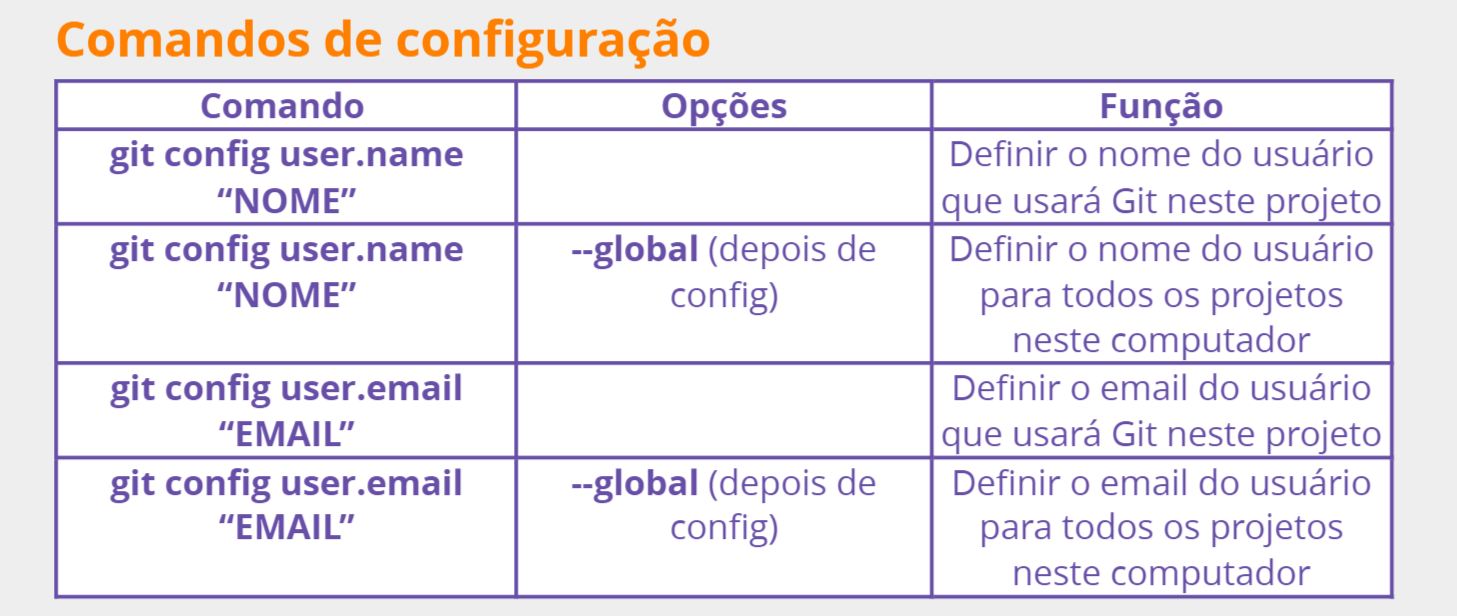 Comandos de configuração
Comando Opções Função
git config user.name Definir o nome do usuário
“NOME” que usará Git neste projeto
git config user.name --global (depois de Definir o nome do usuário
“NOME” config) para todos os projetos
neste computador
git config user.email Definir o email do usuário
“EMAIL” que usará Git neste projeto
git config user.email --global (depois de Definir o email do usuário
“EMAIL” config) para todos os projetos
neste computador